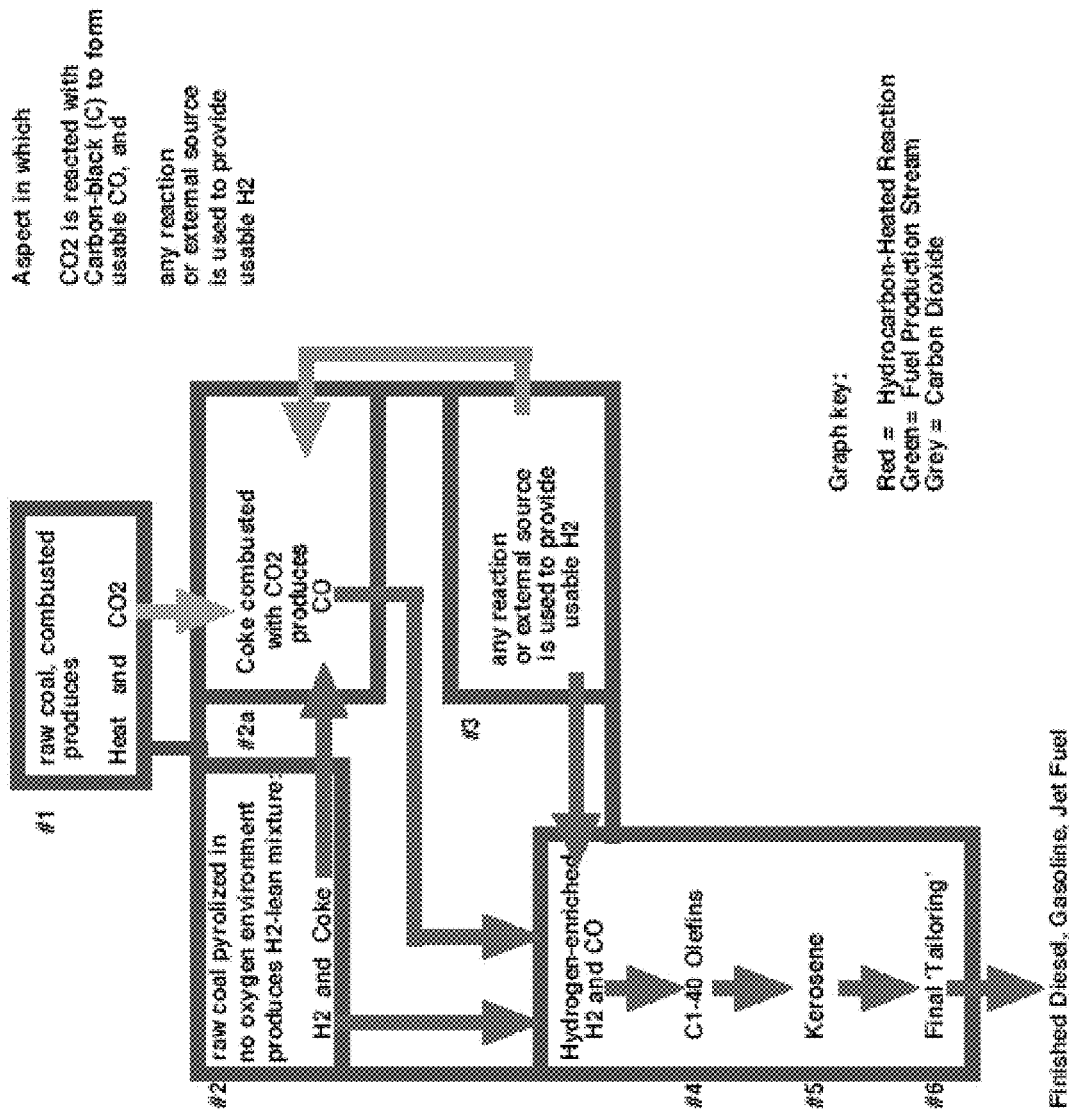 Aspect in which
CO2 is reacted with
Carbon-black (C) to form
usable CO, and
any reaction
or external source
is used to provide
usable H2
#1
raw coal, combusted
produces
Heat and CO2
#2
raw coal pyrolized in
no oxygen environment
produces H2-lean mixture:
H2 and Coke
#2a
Coke combusted
with CO2
produces
CO
#3
any reaction
or external source
is used to provide
usable H2
Hydrogen-enriched
H2 and CO
#4
C1-40 Olefins
#5
Kerosene
#6
Final 'Tailoring'
Finished Diesel, Gasoline, Jet Fuel
Graph key:
Red = Hydrocarbon-Heated Reaction
Green= Fuel Production Stream
Grey = Carbon Dioxide